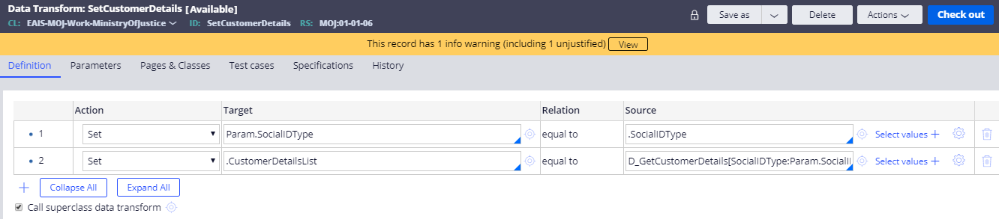 Data Transform: SetCustomerDetails [Available]
CL: EAIS-MOJ-Work-MinistryOfJustice ID: SetCustomerDetails RS: MOJ:01-01-06
Save as Delete Actions Check out
This record has 1 info warning (including 1 unjustified) View
Definition Parameters Pages & Classes Test cases Specifications History
Action Target Relation Source
1 Set Param.SocialIDType equal to .SocialIDType Select values
2 Set .CustomerDetailsList equal to D_GetCustomerDetails[SocialIDType:Param.SocialI Select values
Collapse All Expand All
Call superclass data transform